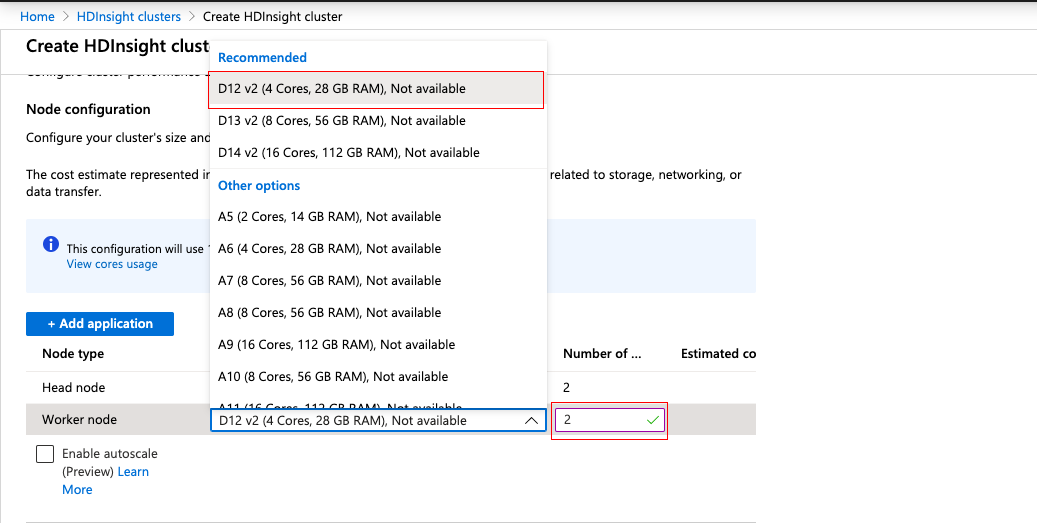 Home > HDInsight clusters > Create HDInsight cluster
Create HDInsight clust
Recommended
D12 v2 (4 Cores, 28 GB RAM), Not available
D13 v2 (8 Cores, 56 GB RAM), Not available
D14 v2 (16 Cores, 112 GB RAM), Not available
Other options
A5 (2 Cores, 14 GB RAM), Not available
A6 (4 Cores, 28 GB RAM), Not available
A7 (8 Cores, 56 GB RAM), Not available
A8 (8 Cores, 56 GB RAM), Not available
A9 (16 Cores, 112 GB RAM), Not available
A10 (8 Cores, 56 GB RAM), Not available
A11 (16 Cores, 112 GB RAM), Not available
D12 v2 (4 Cores, 28 GB RAM), Not available
Configure cluster performance
Node configuration
Configure your cluster's size and
The cost estimate represented in related to storage, networking, or
data transfer.
This configuration will use
View cores usage
+ Add application
Node type Number of ... Estimated co
Head node 2
Worker node 2
Enable autoscale
(Preview) Learn
More